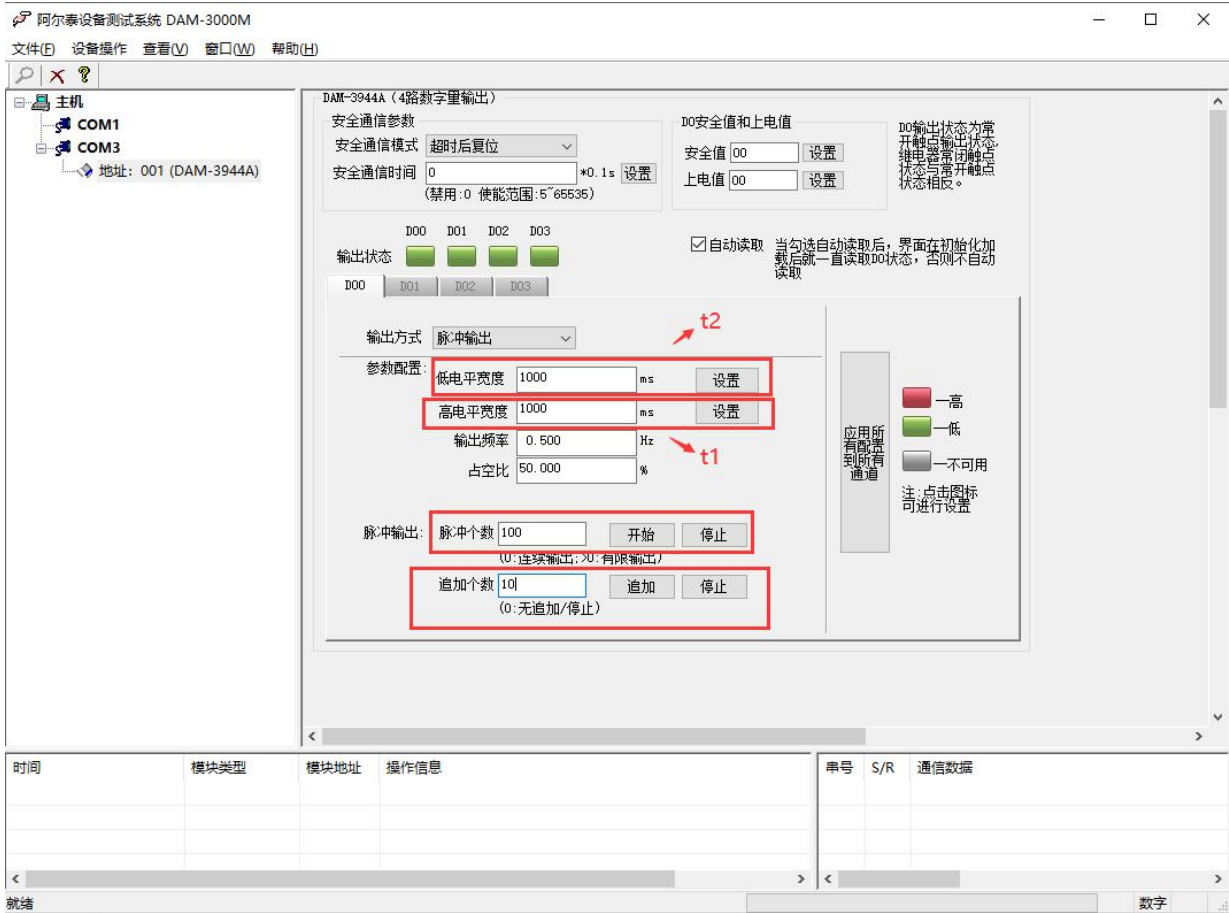 阿尔泰设备测试系统 DAM-3000M
文件(F) 设备操作 查看(V) 窗口(W) 帮助(H)
主机
COM1
COM3
地址：001 (DAM-3944A)
DAM-3944A（4路数字量输出）
安全通信参数
安全通信模式 超时后复位
安全通信时间 0 *0.1s 设置
(禁用:0 使能范围:5~65535)
DO安全值和上电值
安全值 00 设置
上电值 00 设置
DO输出状态为常
开触点输出状态,
继电器常闭触点
状态与常开触点
状态相反。
DO0 DO1 DO2 DO3
输出状态
自动读取
当勾选自动读取后，界面在初始化加
载后就一直读取DO状态，否则不自动
读取
DO0 DO1 DO2 DO3
输出方式 脉冲输出
t2
参数配置:
低电平宽度 1000 ms 设置
高电平宽度 1000 ms 设置
输出频率 0.500 Hz
t1
占空比 50.000 %
脉冲输出: 脉冲个数 100 开始 停止
(0:连续输出;>0:有限输出)
追加个数 10 追加 停止
(0:无追加/停止)
应用所
有配置
到所有
通道
—高
—低
—不可用
注:点击图标
可进行设置
时间 模块类型 模块地址 操作信息
串号 S/R 通信数据
就绪 数字